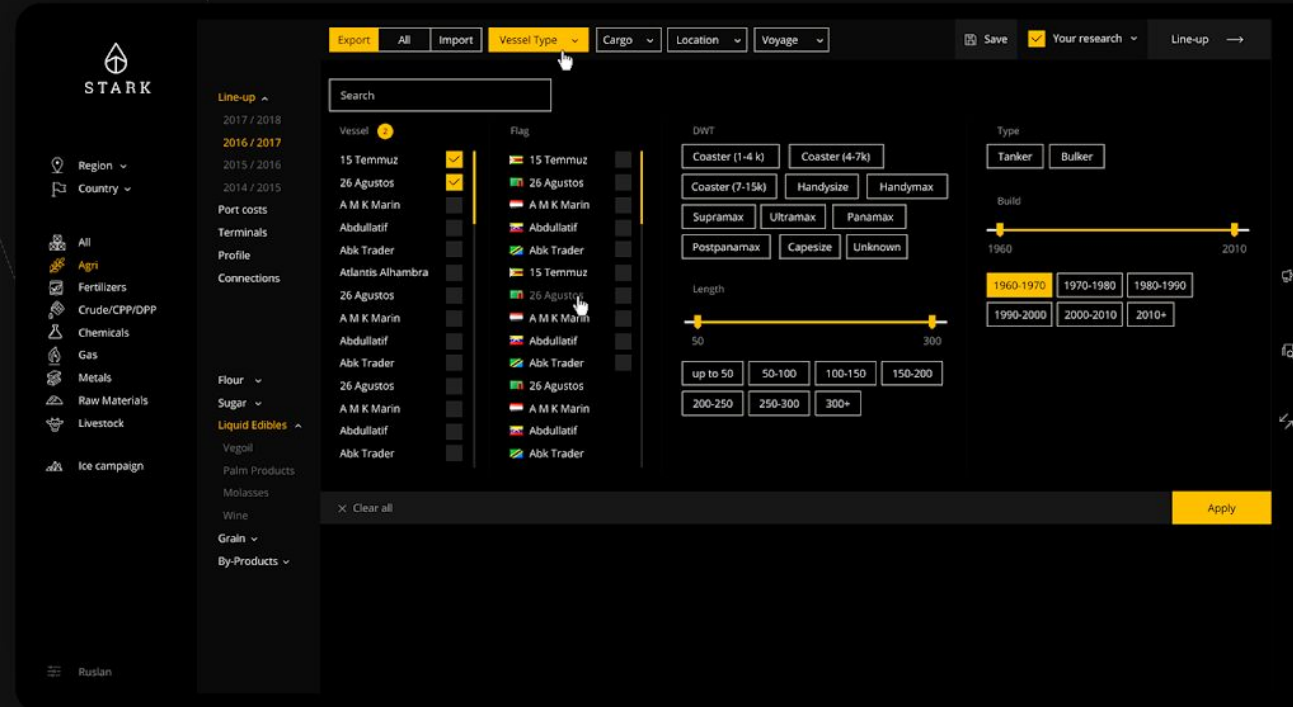 STARK
Region
Country
All
Agri
Fertilizers
Crude/CPP/DPP
Chemicals
Gas
Metals
Raw Materials
Livestock
Ice campaign
Ruslan
Line-up
2017 / 2018
2016 / 2017
2015 / 2016
2014 / 2015
Port costs
Terminals
Profile
Connections
Flour
Sugar
Liquid Edibles
Vegoil
Palm Products
Molasses
Wine
Grain
By-Products
Export All Import Vessel Type Cargo Location Voyage Save Your research Line-up
Search
Vessel 2
15 Temmuz
26 Agustos
A M K Marin
Abdullatif
Abk Trader
Atlantis Alhambra
26 Agustos
A M K Marin
Abdullatif
Abk Trader
26 Agustos
A M K Marin
Abdullatif
Abk Trader
Flag
15 Temmuz
26 Agustos
A M K Marin
Abdullatif
Abk Trader
15 Temmuz
26 Agustos
A M K Marin
Abdullatif
Abk Trader
26 Agustos
A M K Marin
Abdullatif
Abk Trader
DWT
Coaster (1-4 k) Coaster (4-7k)
Coaster (7-15k) Handysize Handymax
Supramax Ultramax Panamax
Postpanamax Capesize Unknown
Length
50 300
up to 50 50-100 100-150 150-200
200-250 250-300 300+
Type
Tanker Bulker
Build
1960 2010
1960-1970 1970-1980 1980-1990
1990-2000 2000-2010 2010+
Clear all
Apply